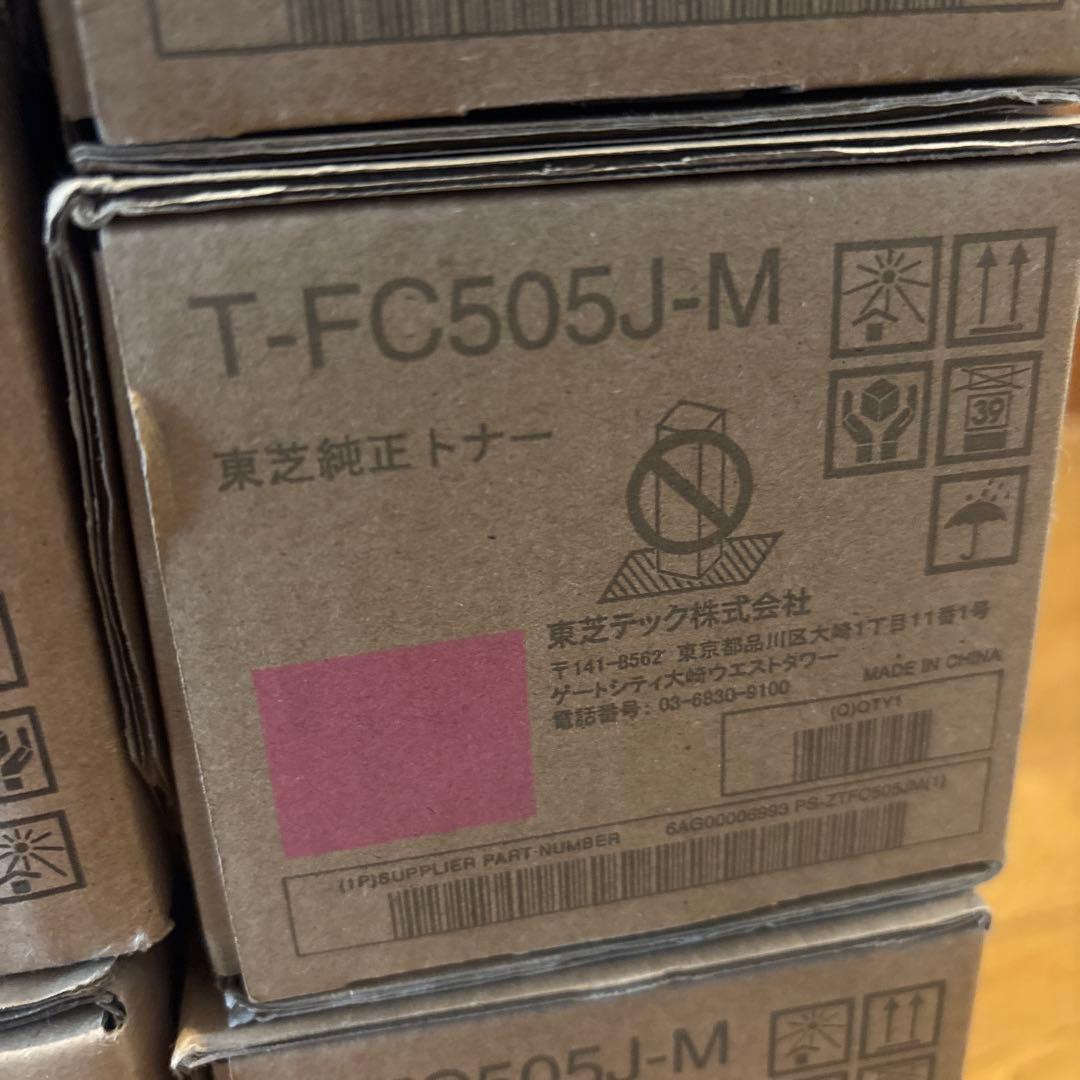 T-FC505J-M
39
東芝純正トナー
東芝テック株式会社
〒141-8562 東京都品川区大崎1丁目11番1号
ゲートシティ大崎ウエストタワー
電話番号：03-6830-9100
MADE IN CHINA
(Q)QTY1
(1P)SUPPLIER PART NUMBER 6AG00006993 PS-ZTFC505JM(1)
C505J-M